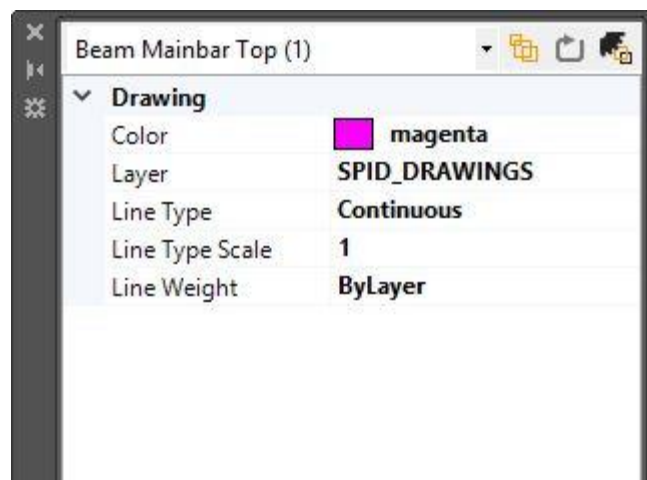 Beam Mainbar Top (1)
Drawing
Color magenta
Layer SPID_DRAWINGS
Line Type Continuous
Line Type Scale 1
Line Weight ByLayer